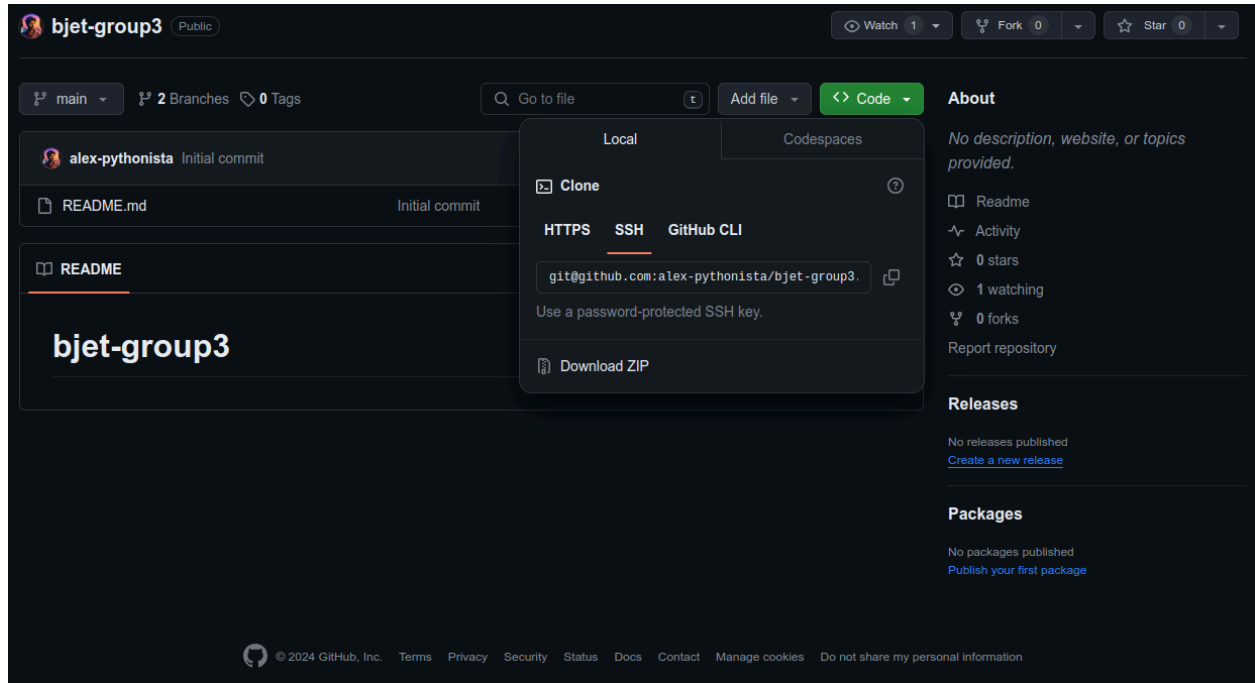 bjet-group3 Public
Watch 1
Fork 0
Star 0
main
2 Branches
0 Tags
Go to file
t
Add file
Code
Local
Codespaces
Clone
HTTPS
SSH
GitHub CLI
git@github.com:alex-pythonista/bjet-group3.
Use a password-protected SSH key.
Download ZIP
alex-pythonista Initial commit
README.md Initial commit
README
bjet-group3
About
No description, website, or topics
provided.
Readme
Activity
0 stars
1 watching
0 forks
Report repository
Releases
No releases published
Create a new release
Packages
No packages published
Publish your first package
© 2024 GitHub, Inc. Terms Privacy Security Status Docs Contact Manage cookies Do not share my personal information